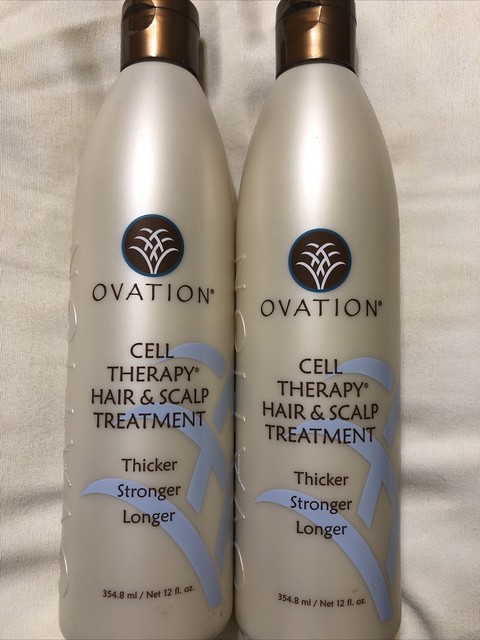 OVATION®
CELL
THERAPY®
HAIR & SCALP
TREATMENT
Thicker
Stronger
Longer
354.8 ml / Net 12 fl. oz.
OVATION®
CELL
THERAPY®
HAIR & SCALP
TREATMENT
Thicker
Stronger
Longer
354.8 ml / Net 12 fl. oz.